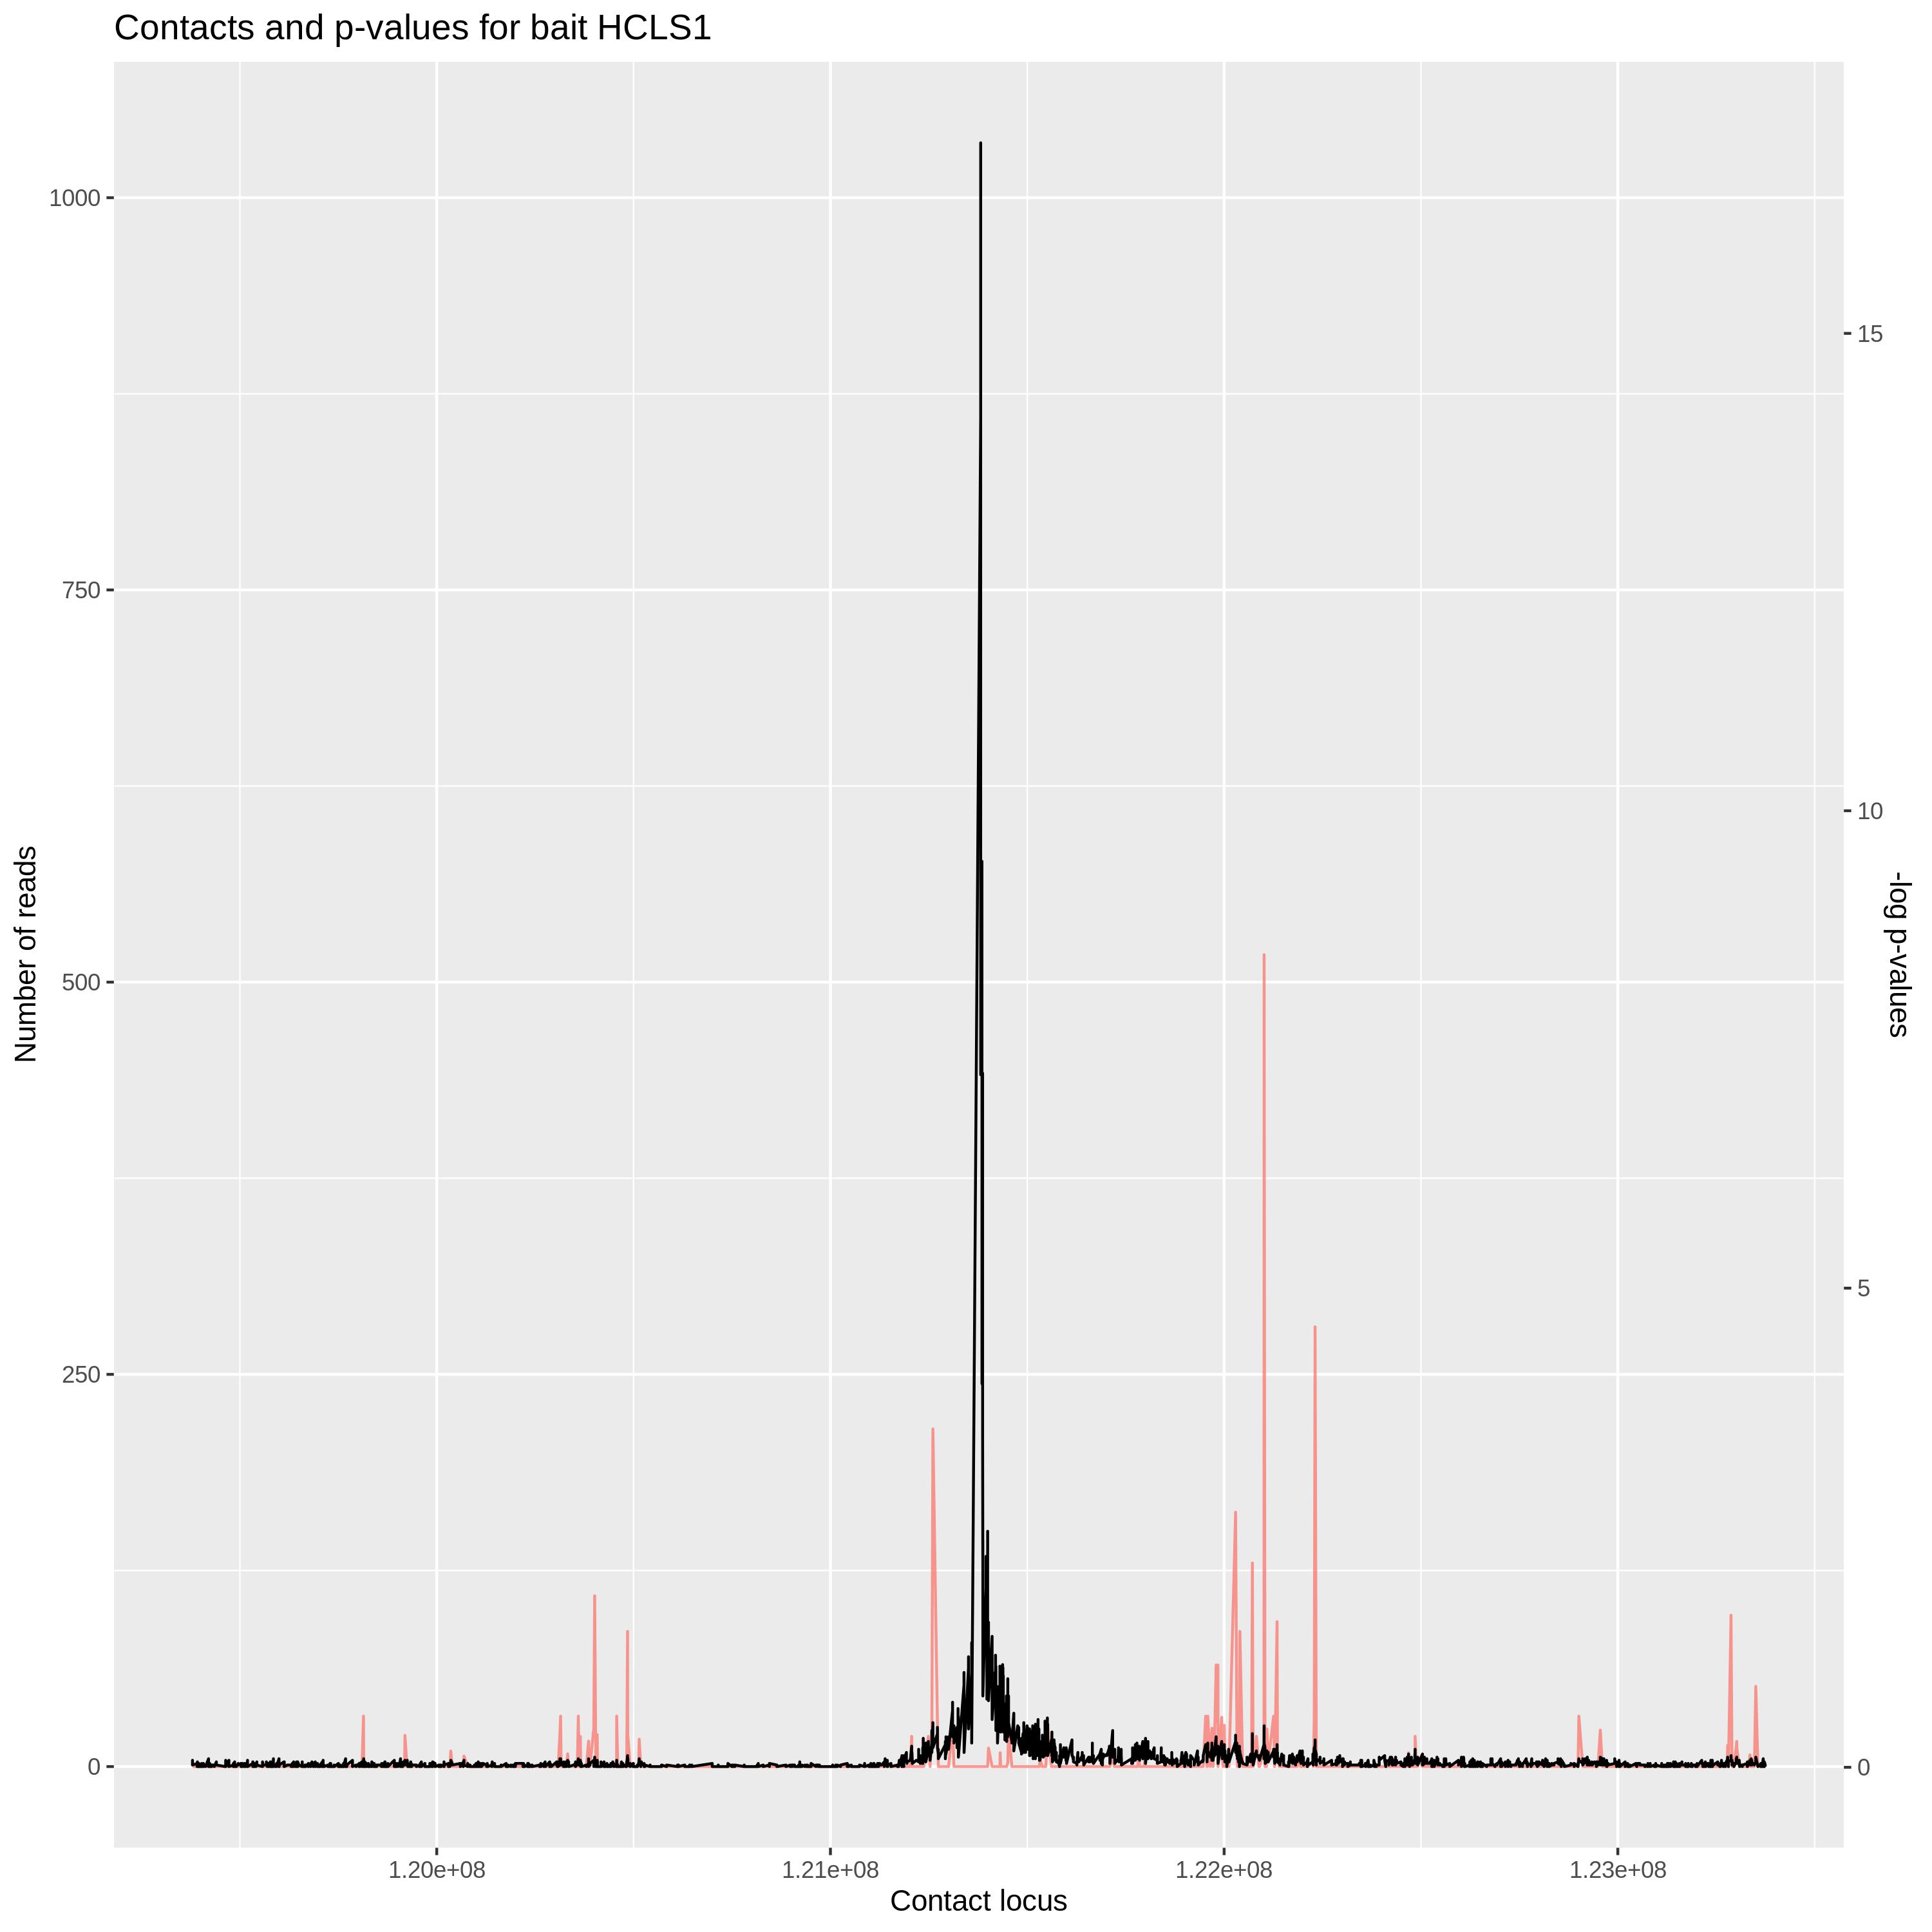 Contacts and p-values for bait HCLS1
1000
750
500
250
0
Number of reads
15
10
5
0
-log p-values
1.20e+08
1.21e+08
1.22e+08
1.23e+08
Contact locus